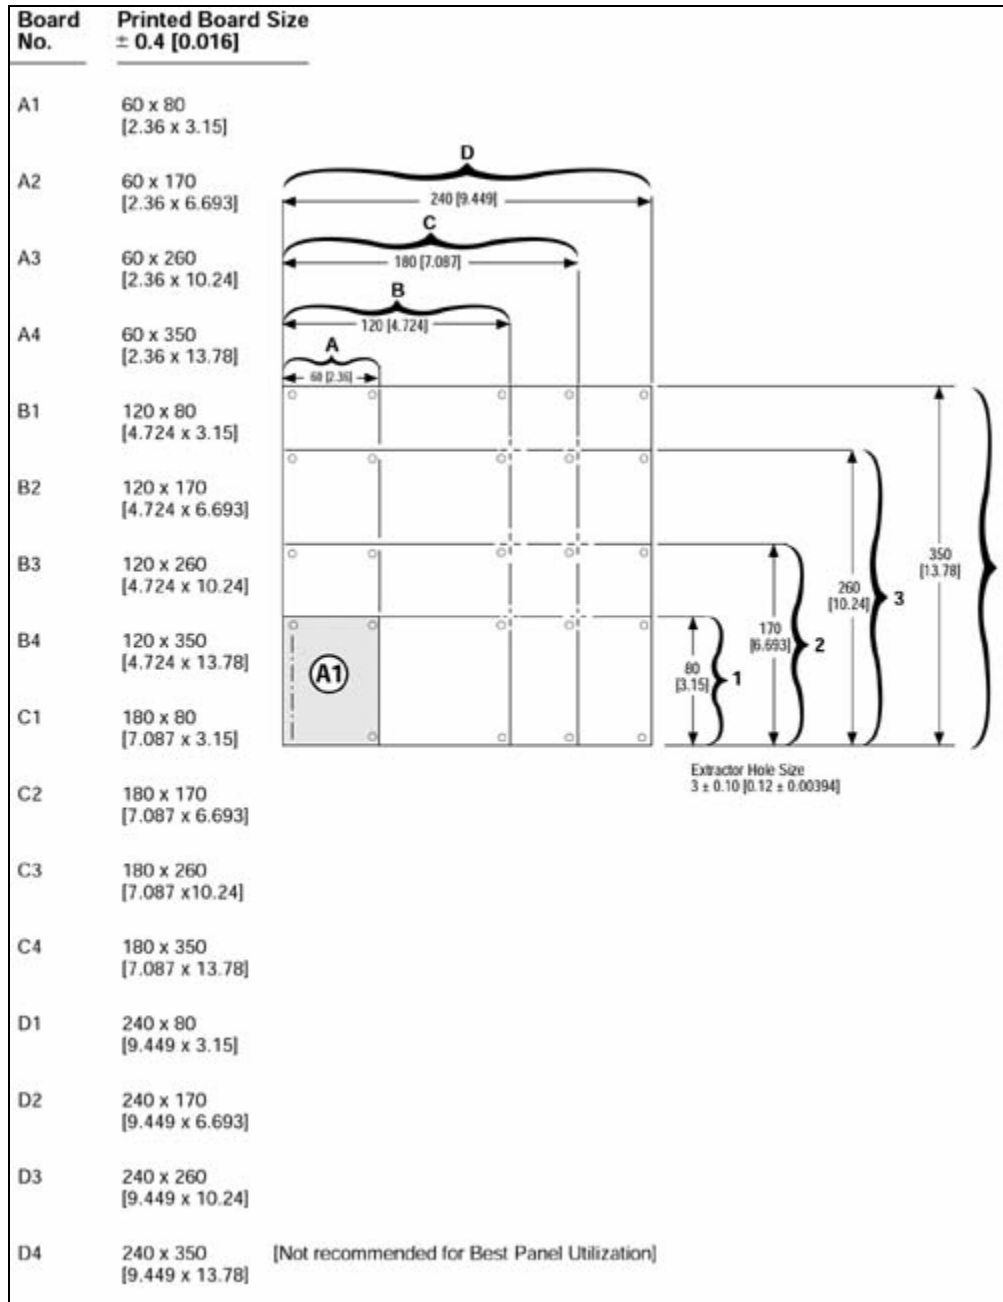 Board No.
Printed Board Size
± 0.4 [0.016]
A1
60 x 80
[2.36 x 3.15]
A2
60 x 170
[2.36 x 6.693]
A3
60 x 260
[2.36 x 10.24]
A4
60 x 350
[2.36 x 13.78]
B1
120 x 80
[4.724 x 3.15]
B2
120 x 170
[4.724 x 6.693]
B3
120 x 260
[4.724 x 10.24]
B4
120 x 350
[4.724 x 13.78]
C1
180 x 80
[7.087 x 3.15]
C2
180 x 170
[7.087 x 6.693]
C3
180 x 260
[7.087 x10.24]
C4
180 x 350
[7.087 x 13.78]
D1
240 x 80
[9.449 x 3.15]
D2
240 x 170
[9.449 x 6.693]
D3
240 x 260
[9.449 x 10.24]
D4
240 x 350 [Not recommended for Best Panel Utilization]
[9.449 x 13.78]
D
240 [9.449]
C
180 [7.087]
B
120 [4.724]
A
60 [2.36]
A1
80
[3.15]
1
170
[6.693]
2
260
[10.24]
3
350
[13.78]
Extractor Hole Size
3 ± 0.10 [0.12 ± 0.00394]